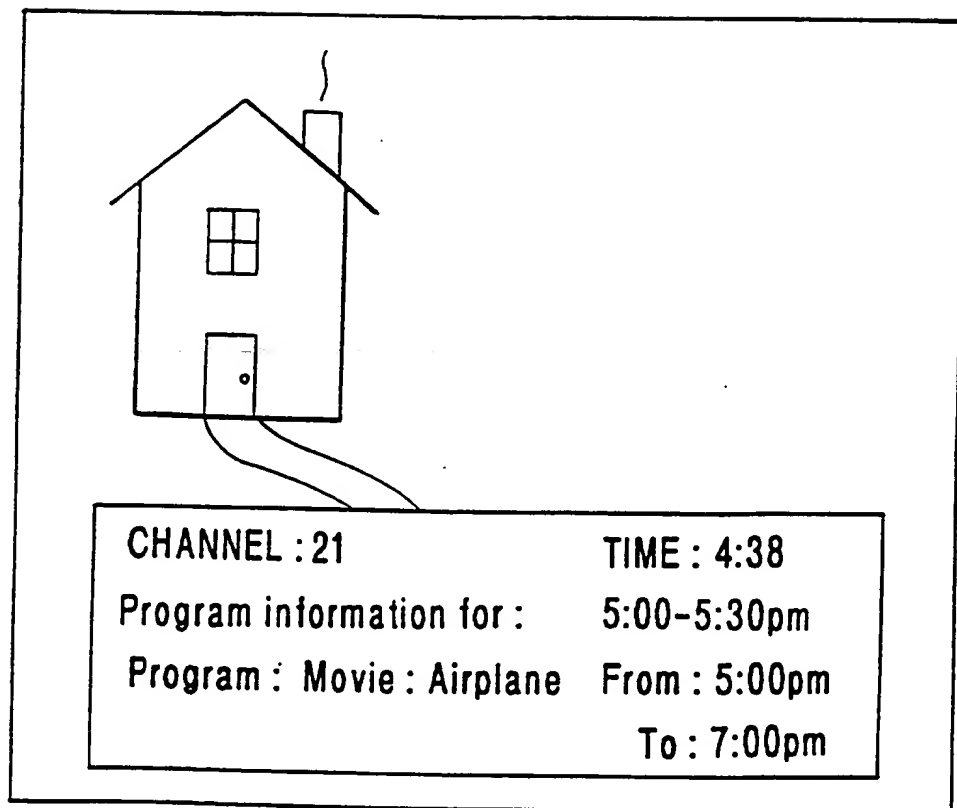 CHANNEL : 21 TIME : 4:38
Program information for : 5:00-5:30pm
Program : Movie : Airplane From : 5:00pm
To : 7:00pm